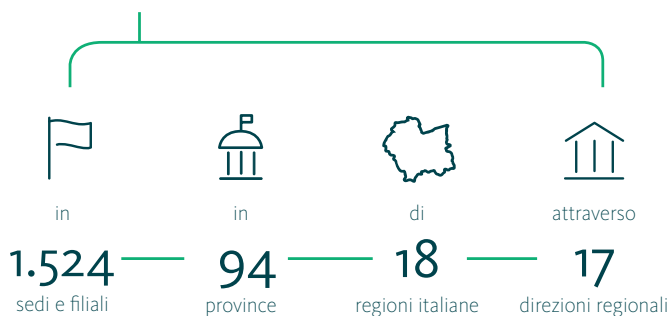 in
1.524
sedi e filiali
in
94
province
di
18
regioni italiane
attraverso
17
direzioni regionali